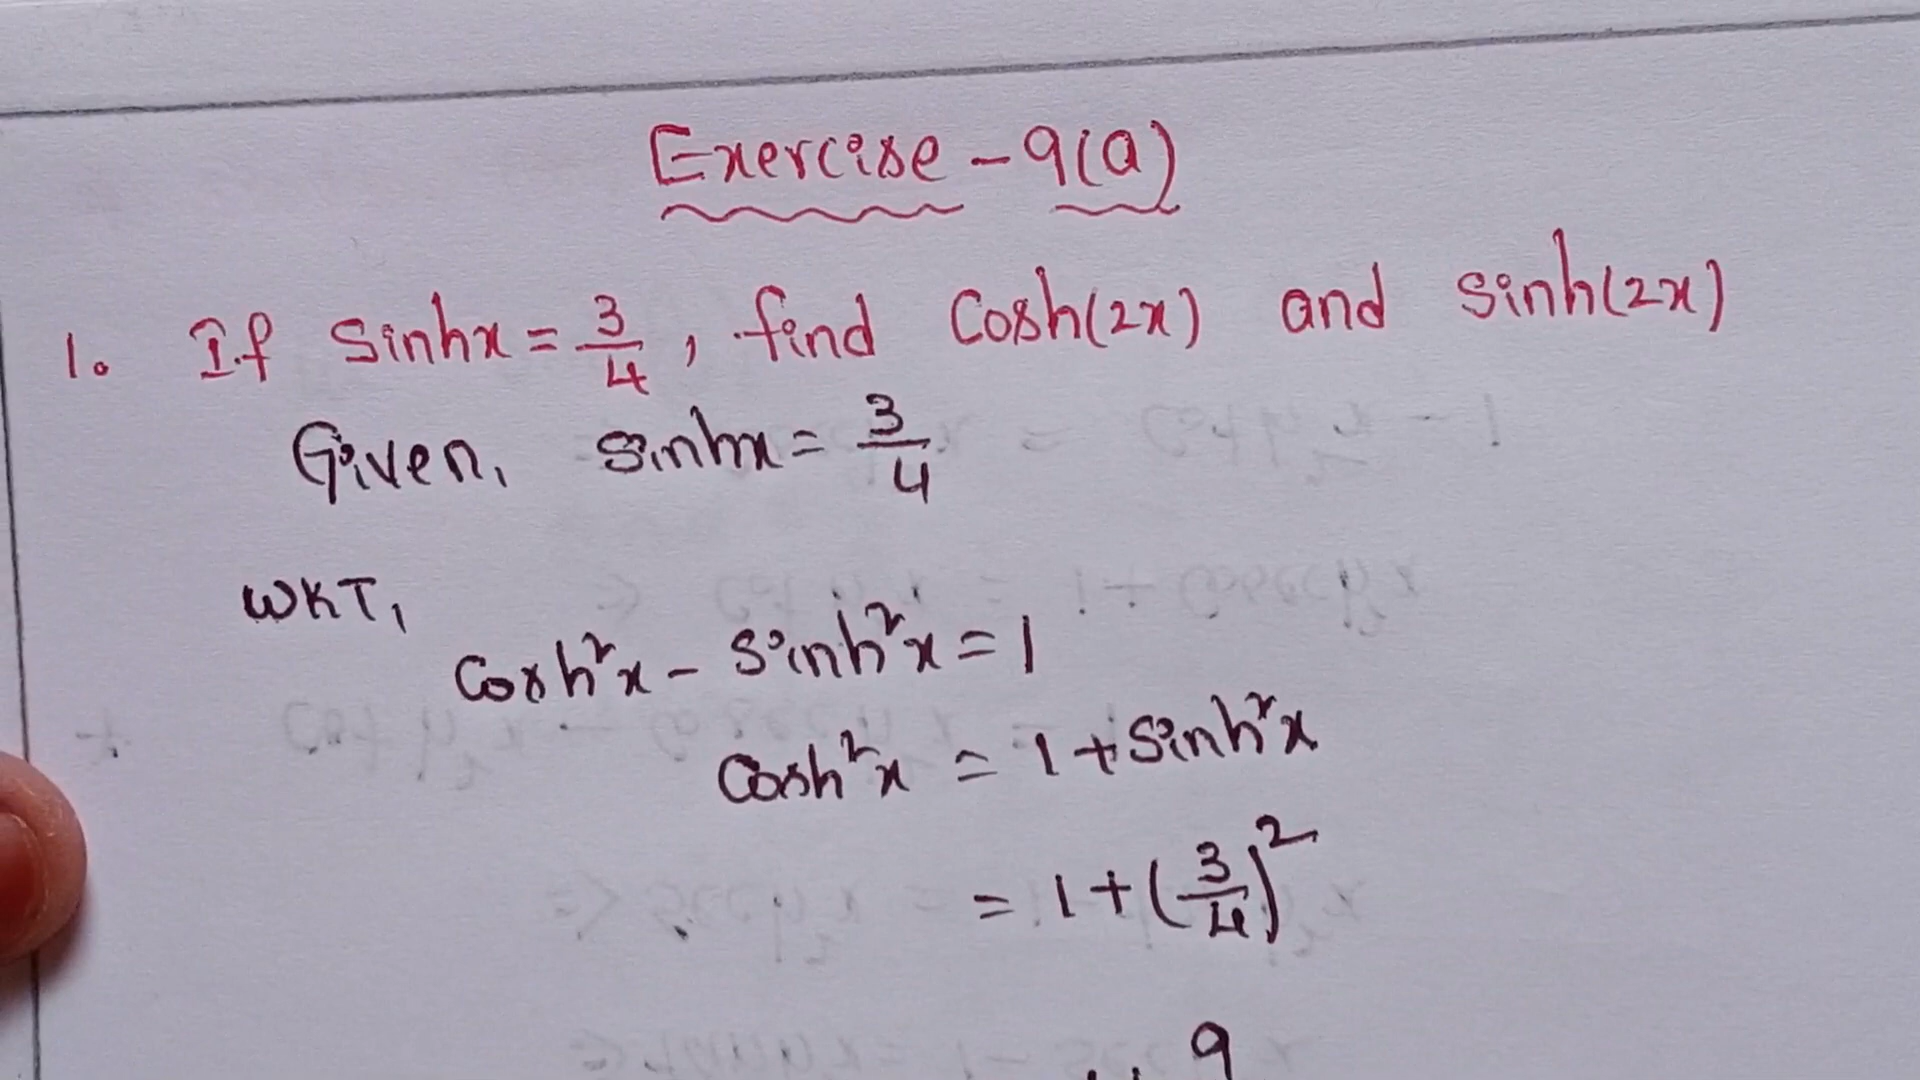 Exercise - 9(a)
1. If sinhx = 3/4, find Cosh(2x) and sinh(2x)
Given, sinhx = 3/4
WKT,
Cosh²x - sinh²x = 1
Cosh²x = 1 + sinh²x
= 1 + (3/4)²
9